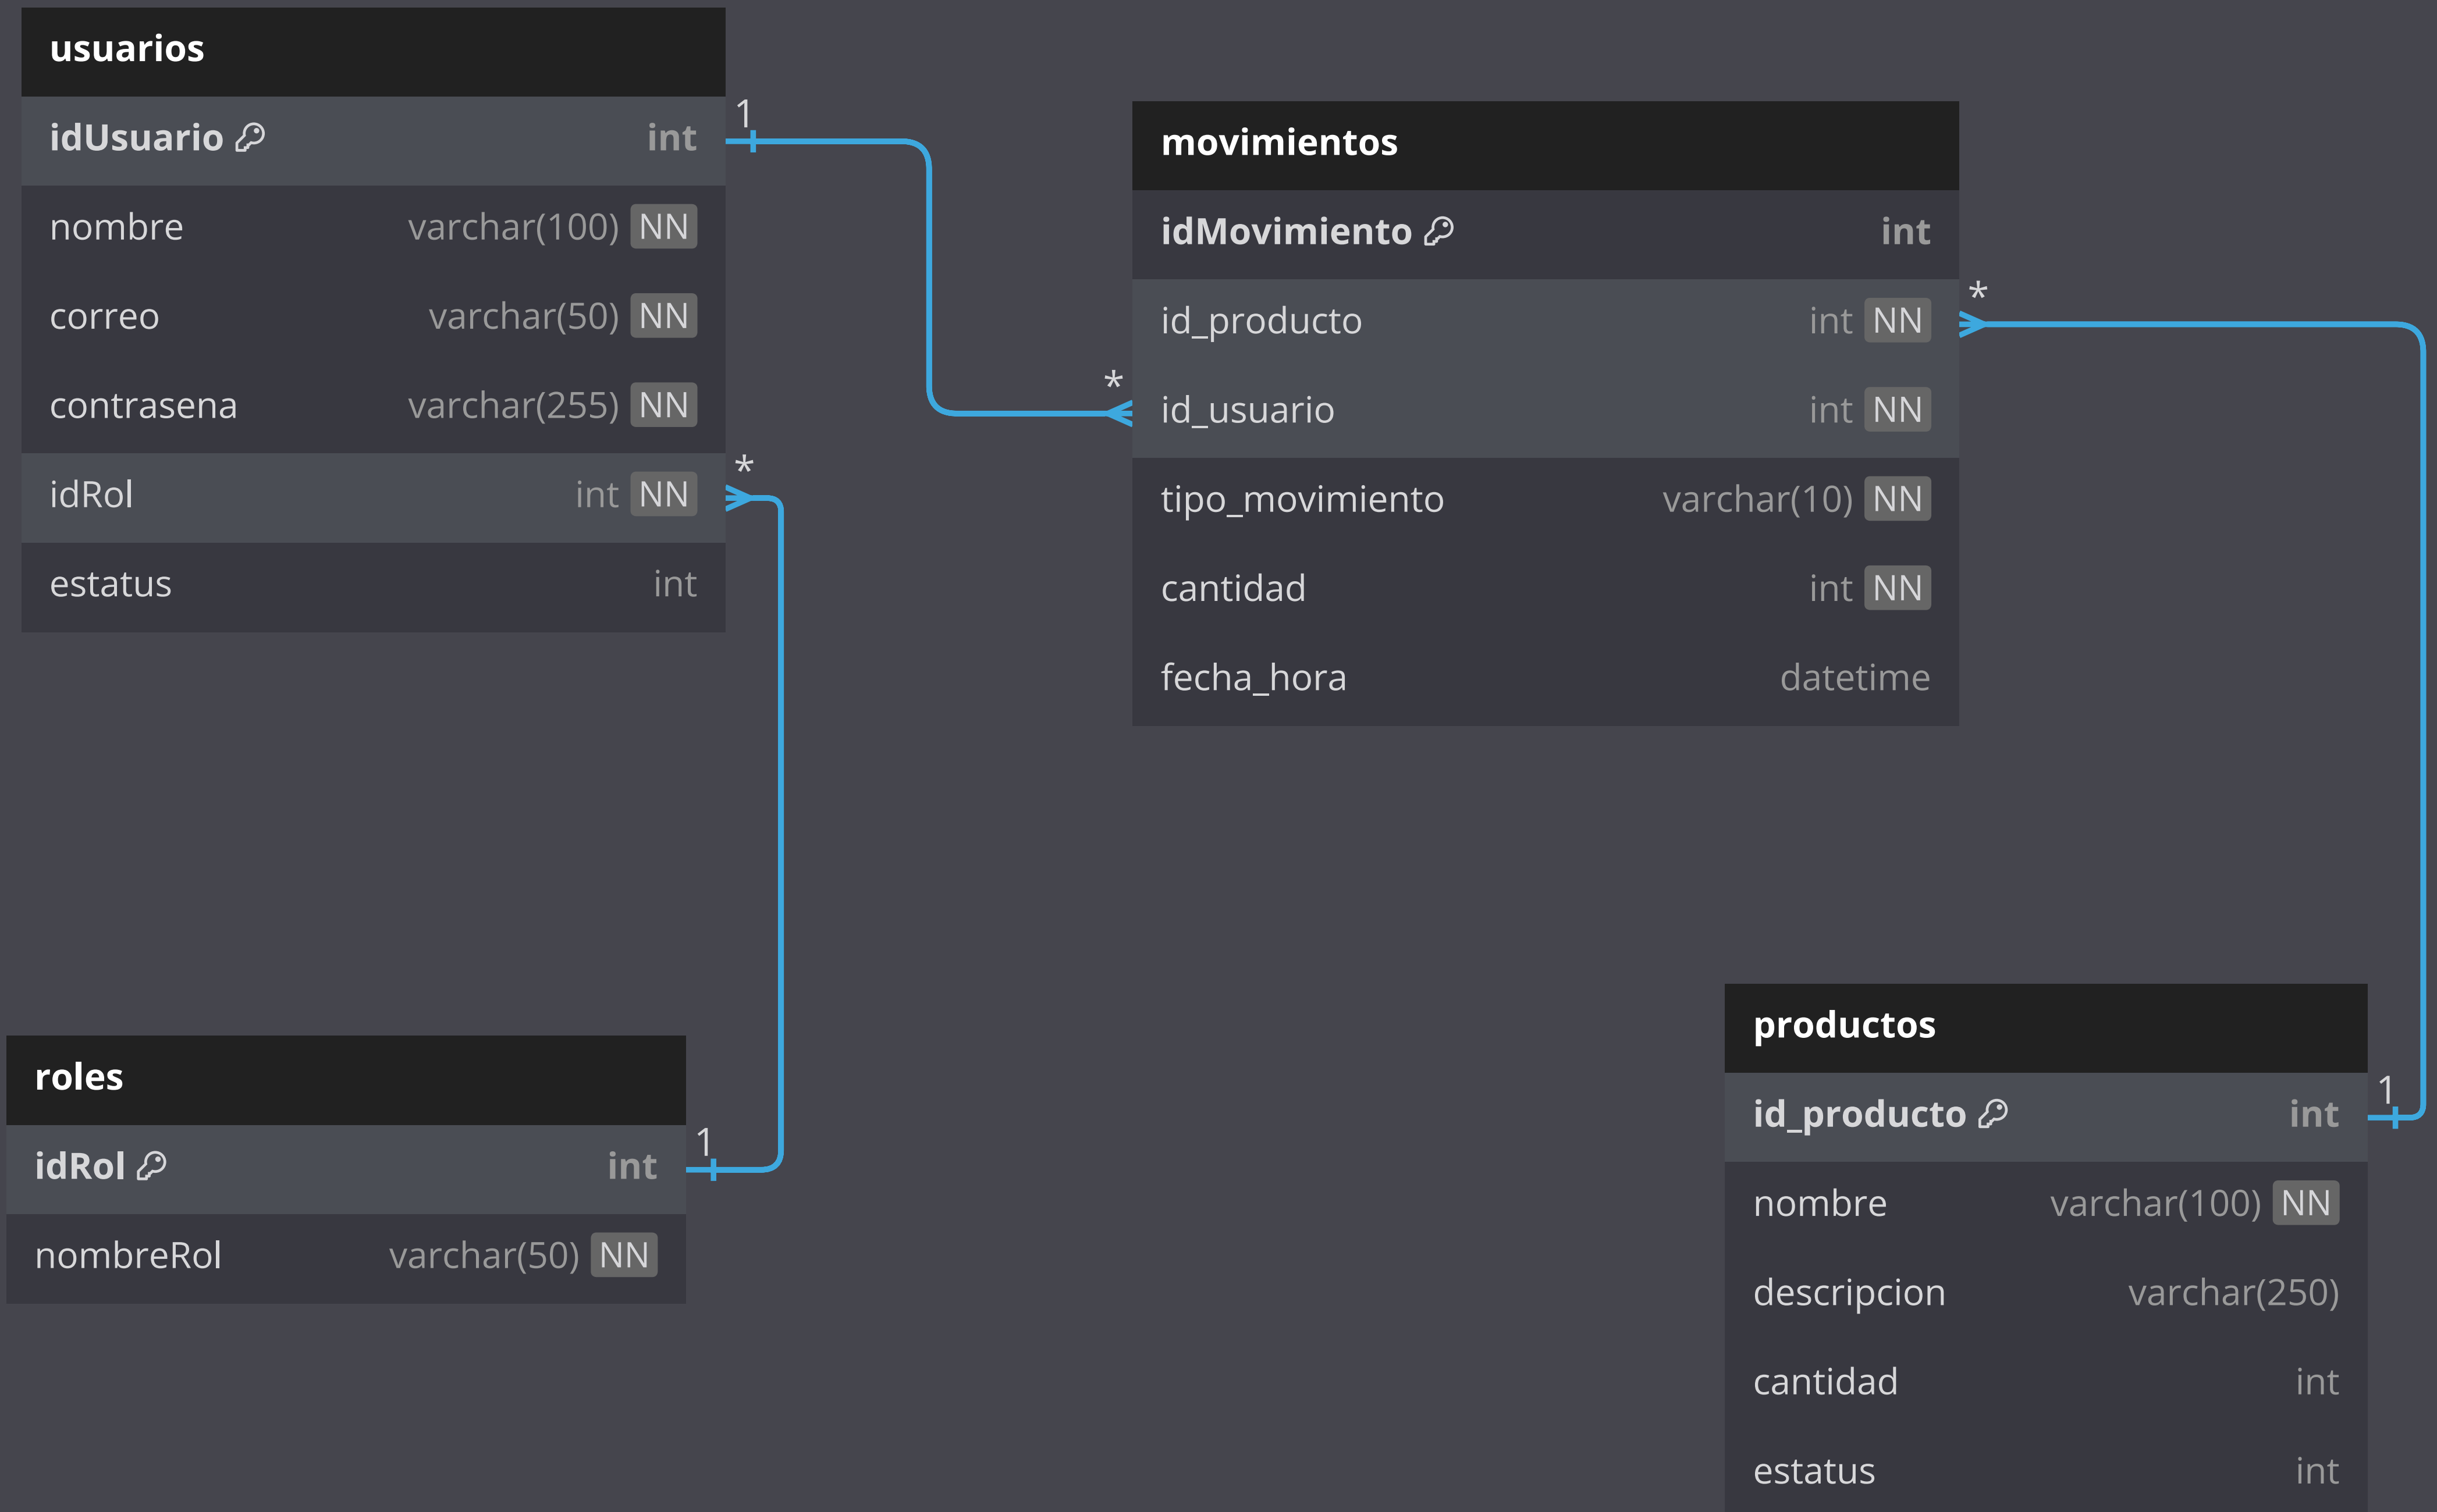 usuarios
idUsuario int
nombre varchar(100) NN
correo varchar(50) NN
contrasena varchar(255) NN
idRol int NN
estatus int
1
*
*
movimientos
idMovimiento int
id_producto int NN
id_usuario int NN
tipo_movimiento varchar(10) NN
cantidad int NN
fecha_hora datetime
*
roles
idRol int
nombreRol varchar(50) NN
1
productos
id_producto int
nombre varchar(100) NN
descripcion varchar(250)
cantidad int
estatus int
1